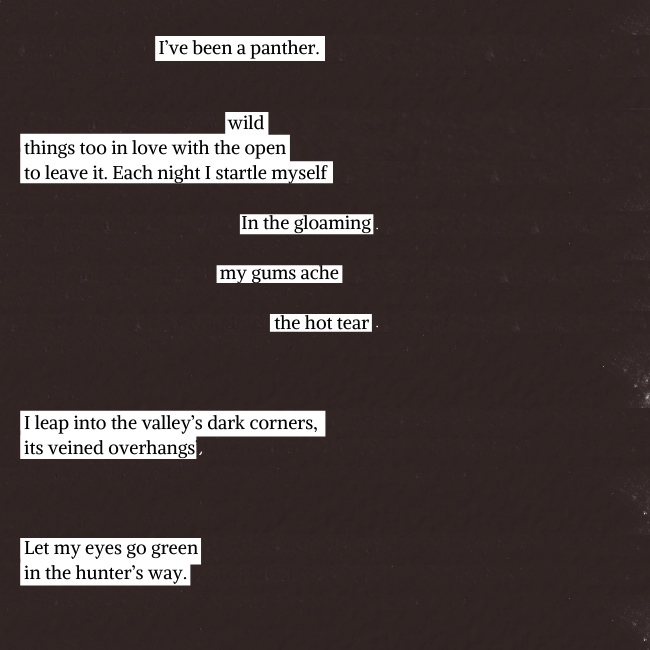 I’ve been a panther.
wild
things too in love with the open
to leave it. Each night I startle myself
In the gloaming.
my gums ache
the hot tear.
I leap into the valley’s dark corners,
its veined overhangs,
Let my eyes go green
in the hunter’s way.